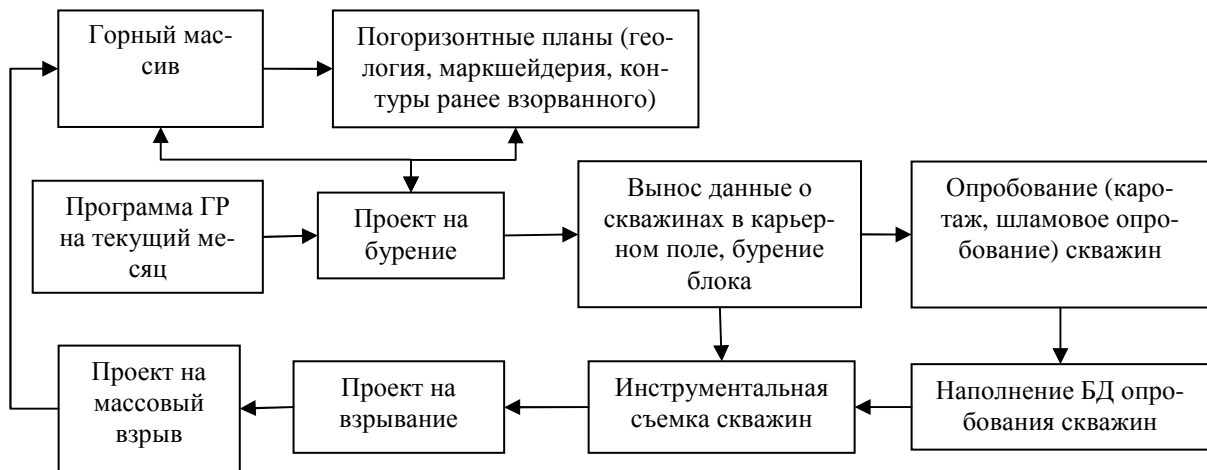 Горный мас-
сив
Погоризонтные планы (гео-
логия, маркшейдерия, кон-
туры ранее взорванного)
Программа ГР
на текущий ме-
сяц
Проект на
бурение
Вынос данные о
скважинах в карьер-
ном поле, бурение
блока
Опробование (каро-
таж, шламовое опро-
бование) скважин
Проект на
массовый
взрыв
Проект на
взрывание
Инструментальная
съемка скважин
Наполнение БД опро-
бования скважин